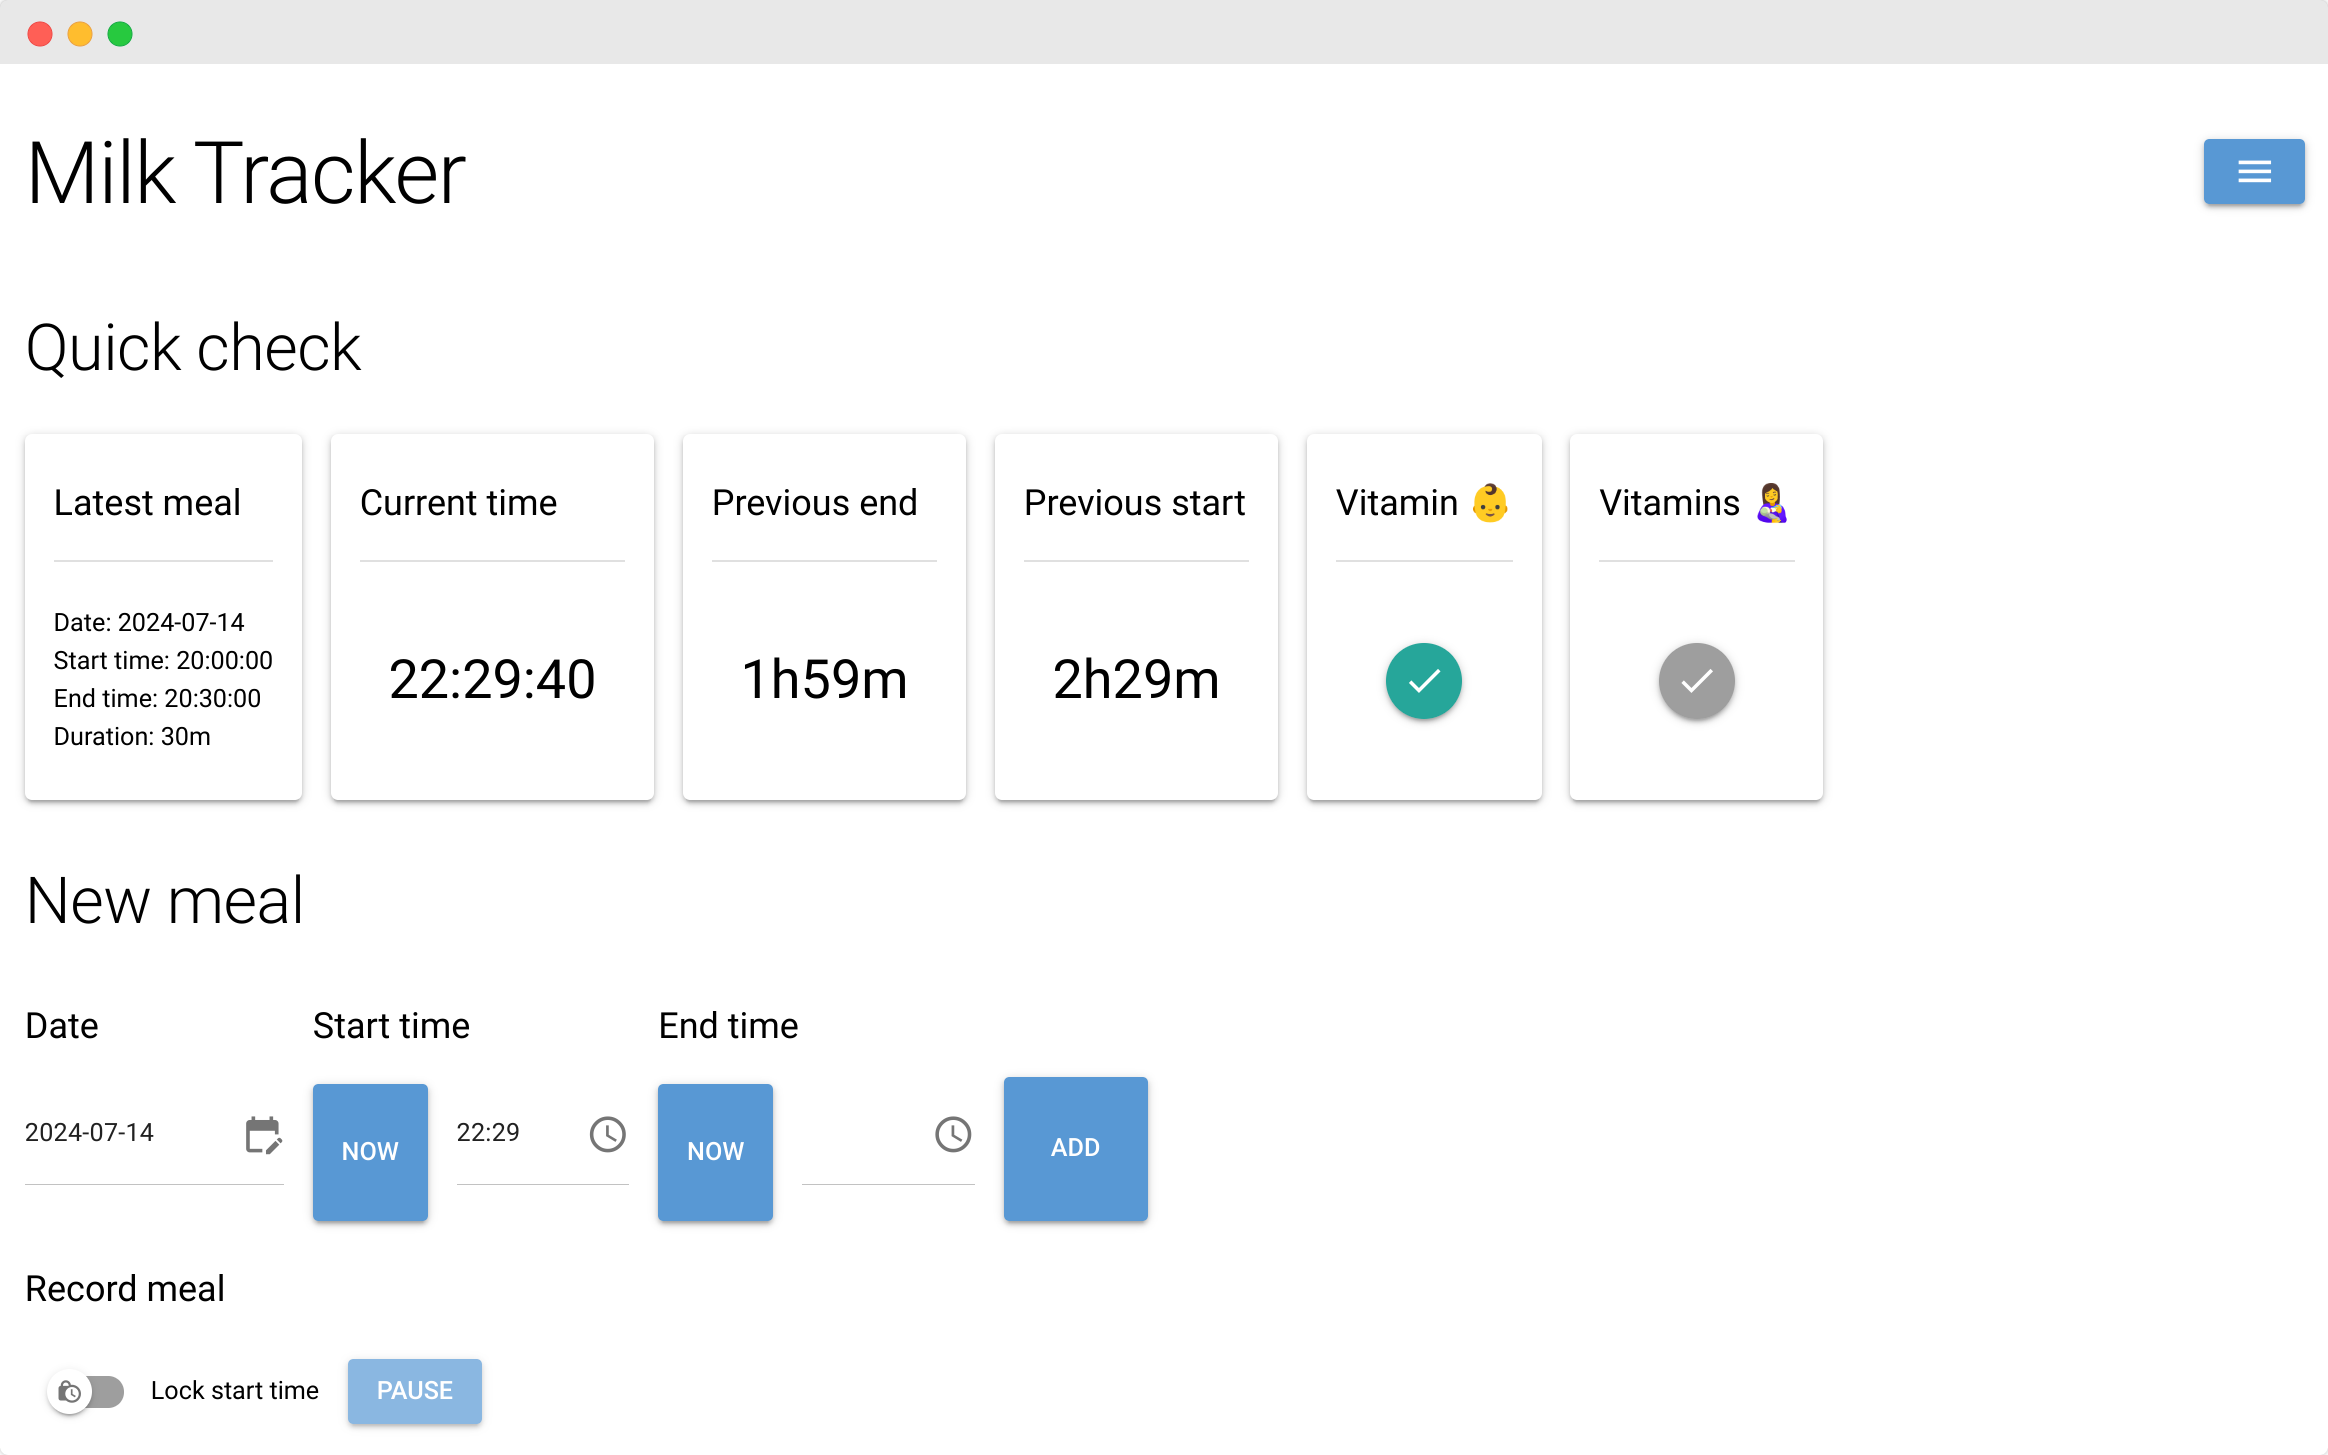 Milk Tracker
Quick check
Latest meal
Date: 2024-07-14
Start time: 20:00:00
End time: 20:30:00
Duration: 30m
Current time
22:29:40
Previous end
1h59m
Previous start
2h29m
Vitamin 👶
Vitamins 👩‍🍼
New meal
Date
2024-07-14
Start time
NOW
22:29
End time
NOW
ADD
Record meal
Lock start time
PAUSE